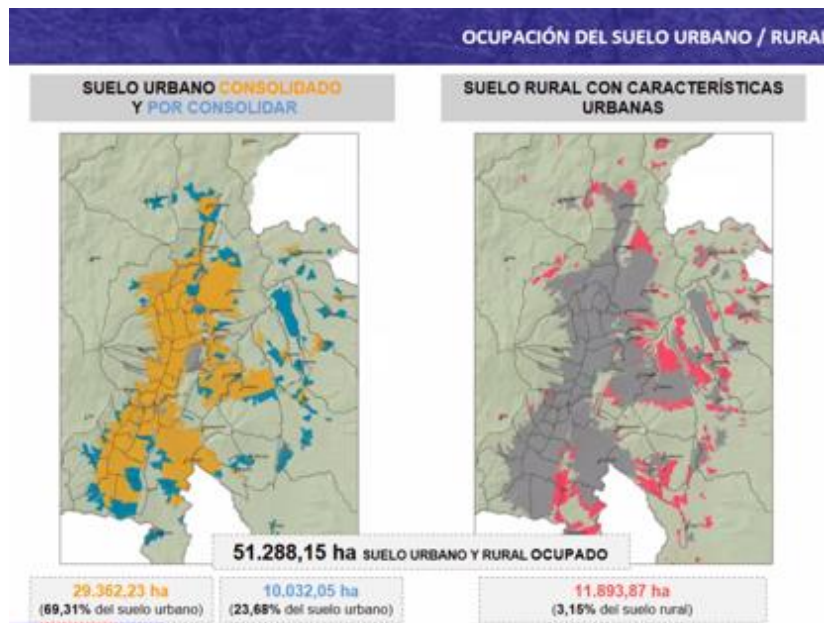 OCUPACIÓN DEL SUELO URBANO / RURAL
SUELO URBANO CONSOLIDADO
Y POR CONSOLIDAR
SUELO RURAL CON CARACTERÍSTICAS
URBANAS
51.288,15 ha SUELO URBANO Y RURAL OCUPADO
29.362,23 ha
(69,31% del suelo urbano)
10.032,05 ha
(23,68% del suelo urbano)
11.893,87 ha
(3,15% del suelo rural)